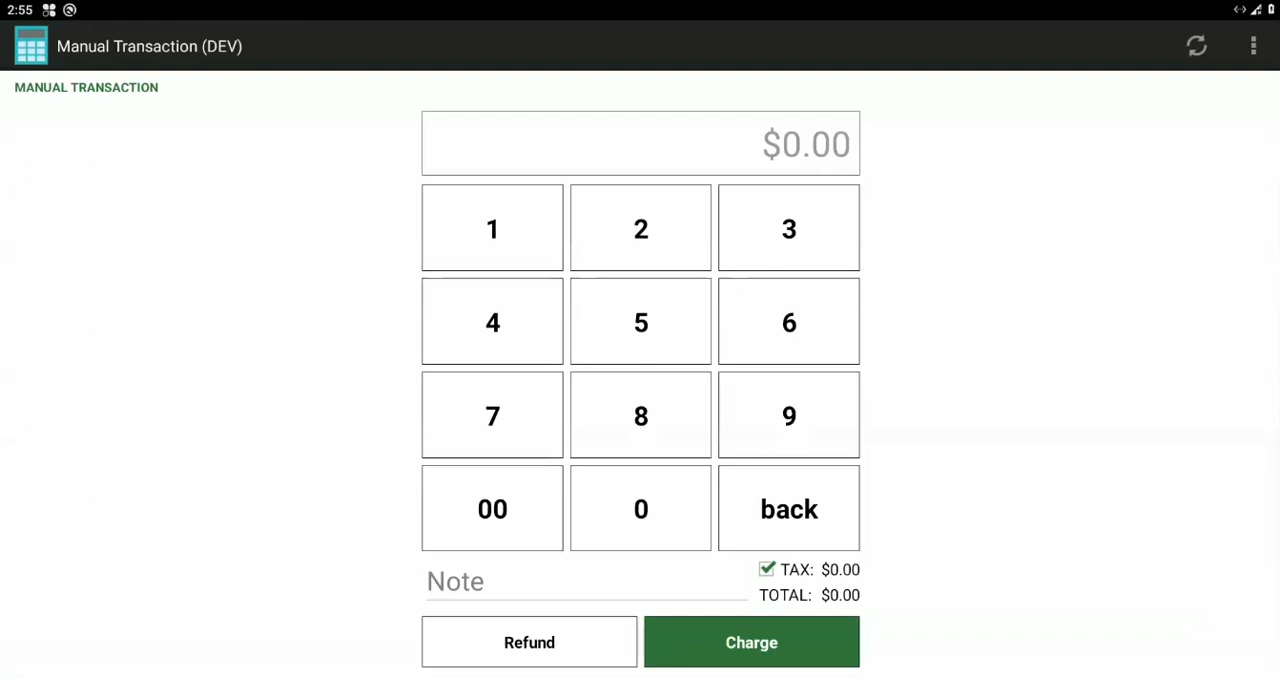 2:55
Manual Transaction (DEV)
MANUAL TRANSACTION
$0.00
1 2 3
4 5 6
7 8 9
00 0 back
Note
TAX: $0.00
TOTAL: $0.00
Refund Charge